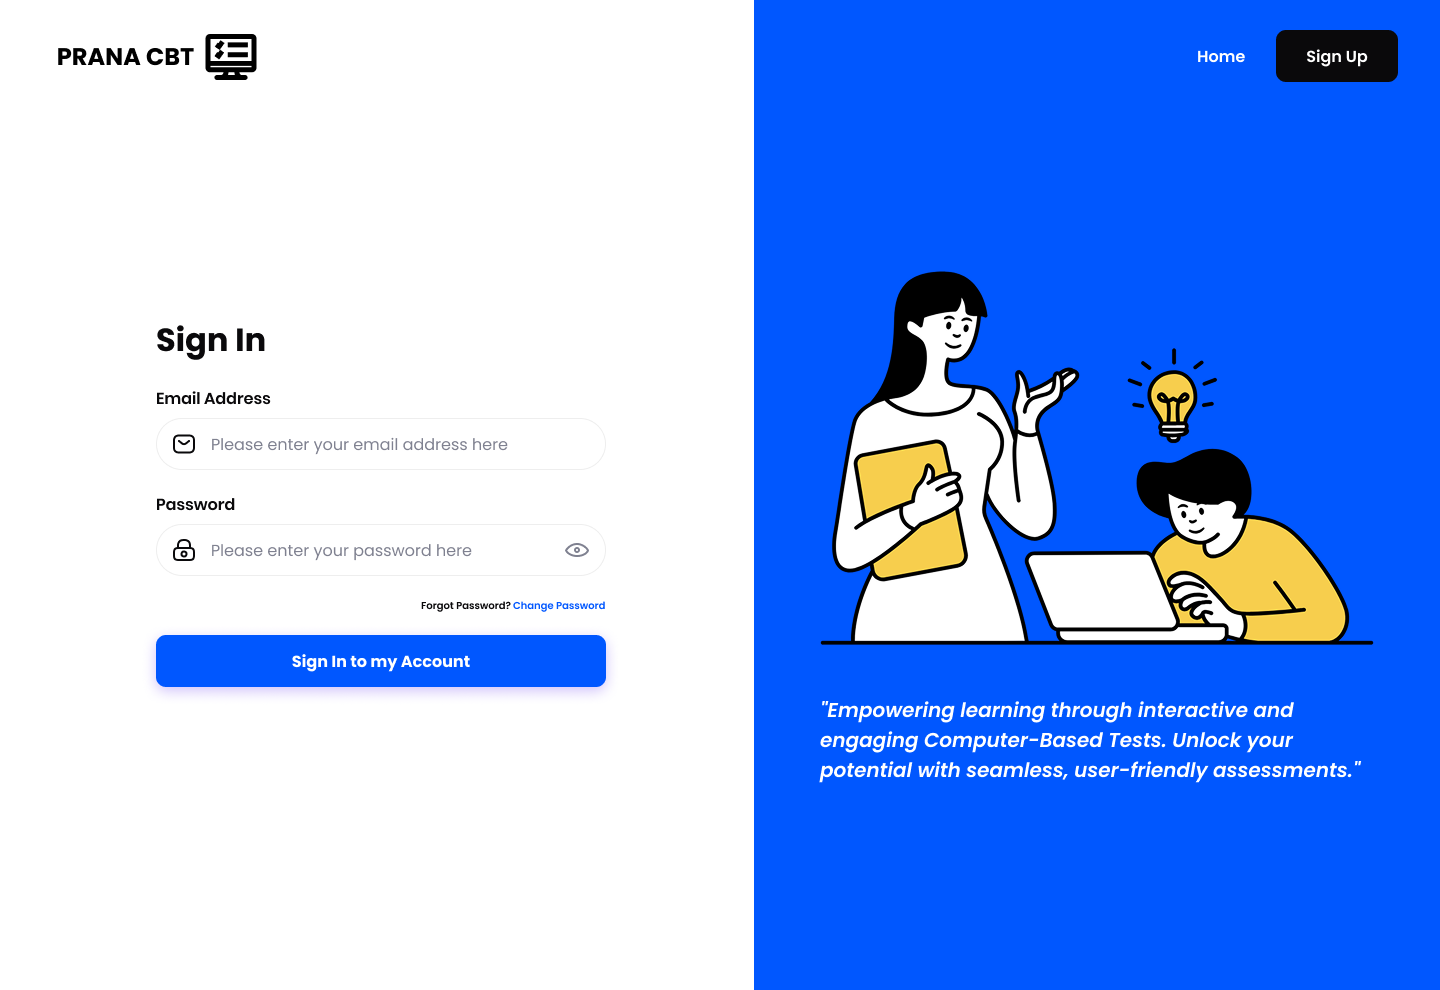 PRANA CBT
Home
Sign Up
Sign In
Email Address
Please enter your email address here
Password
Please enter your password here
Forgot Password? Change Password
Sign In to my Account
"Empowering learning through interactive and
engaging Computer-Based Tests. Unlock your
potential with seamless, user-friendly assessments."